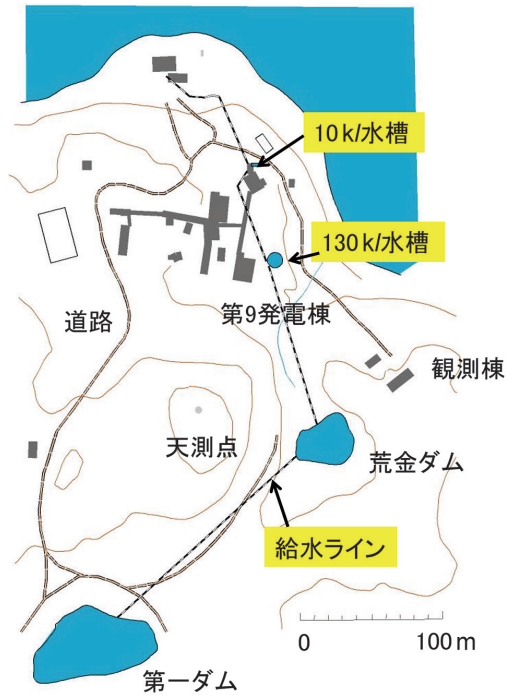 10k/水槽
130k/水槽
第9発電棟
道路
観測棟
天測点
荒金ダム
給水ライン
0 100m
第一ダム